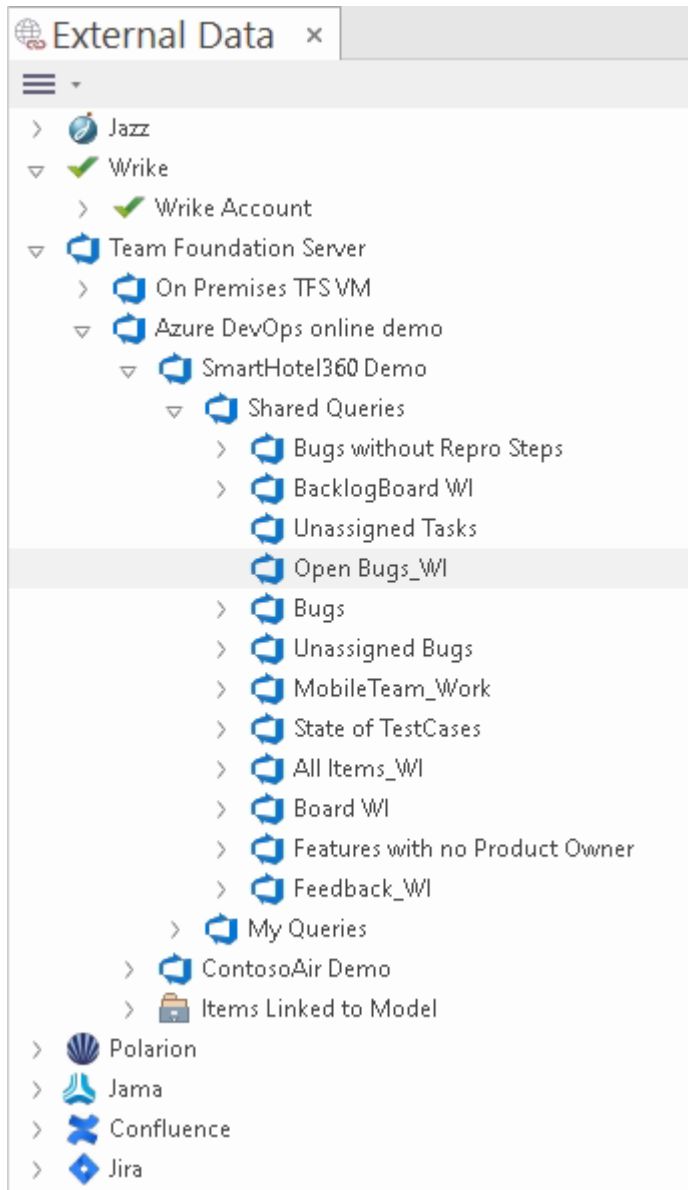 External Data ×
Jazz
Wrike
Wrike Account
Team Foundation Server
On Premises TFS VM
Azure DevOps online demo
SmartHotel360 Demo
Shared Queries
Bugs without Repro Steps
BacklogBoard WI
Unassigned Tasks
Open Bugs_WI
Bugs
Unassigned Bugs
MobileTeam_Work
State of TestCases
All Items_WI
Board WI
Features with no Product Owner
Feedback_WI
My Queries
ContosoAir Demo
Items Linked to Model
Polarion
Jama
Confluence
Jira